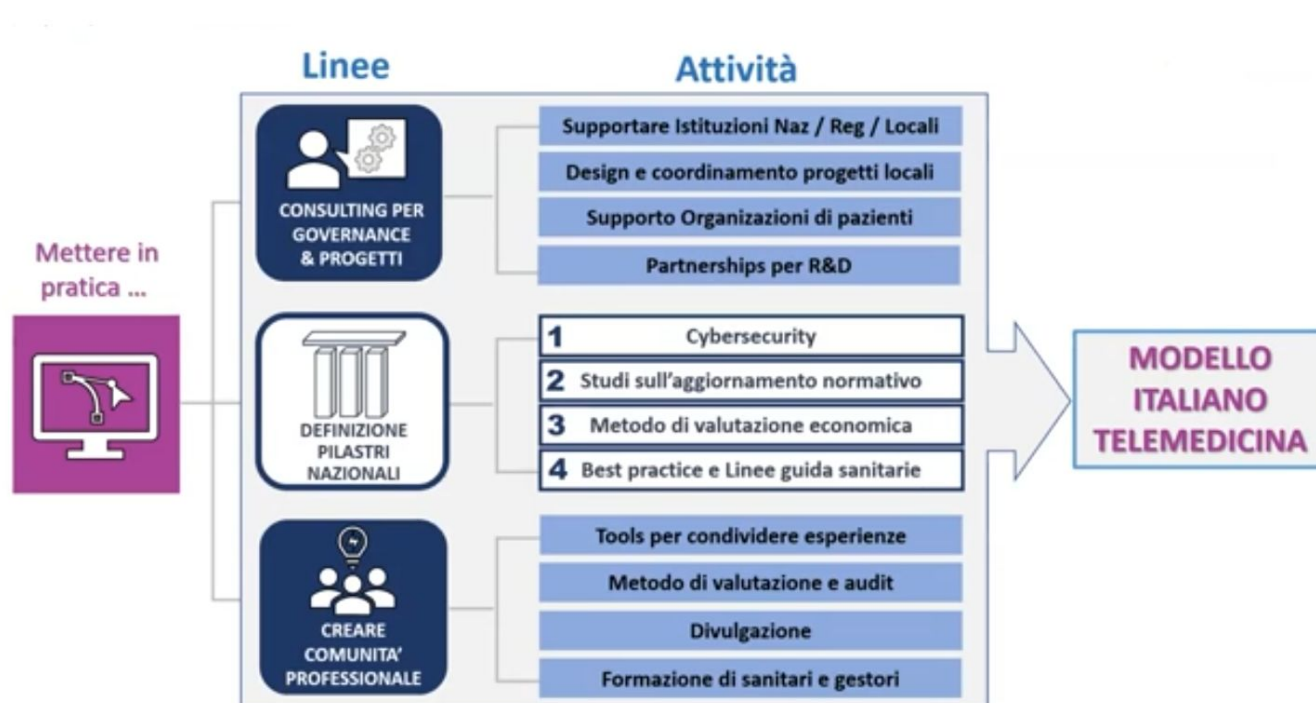 Linee
Attività
Mettere in
pratica ...
CONSULTING PER
GOVERNANCE
& PROGETTI
Supportare Istituzioni Naz / Reg / Locali
Design e coordinamento progetti locali
Supporto Organizazioni di pazienti
Partnerships per R&D
DEFINIZIONE
PILASTRI
NAZIONALI
1 Cybersecurity
2 Studi sull'aggiornamento normativo
3 Metodo di valutazione economica
4 Best practice e Linee guida sanitarie
CREARE
COMUNITA'
PROFESSIONALE
Tools per condividere esperienze
Metodo di valutazione e audit
Divulgazione
Formazione di sanitari e gestori
MODELLO
ITALIANO
TELEMEDICINA